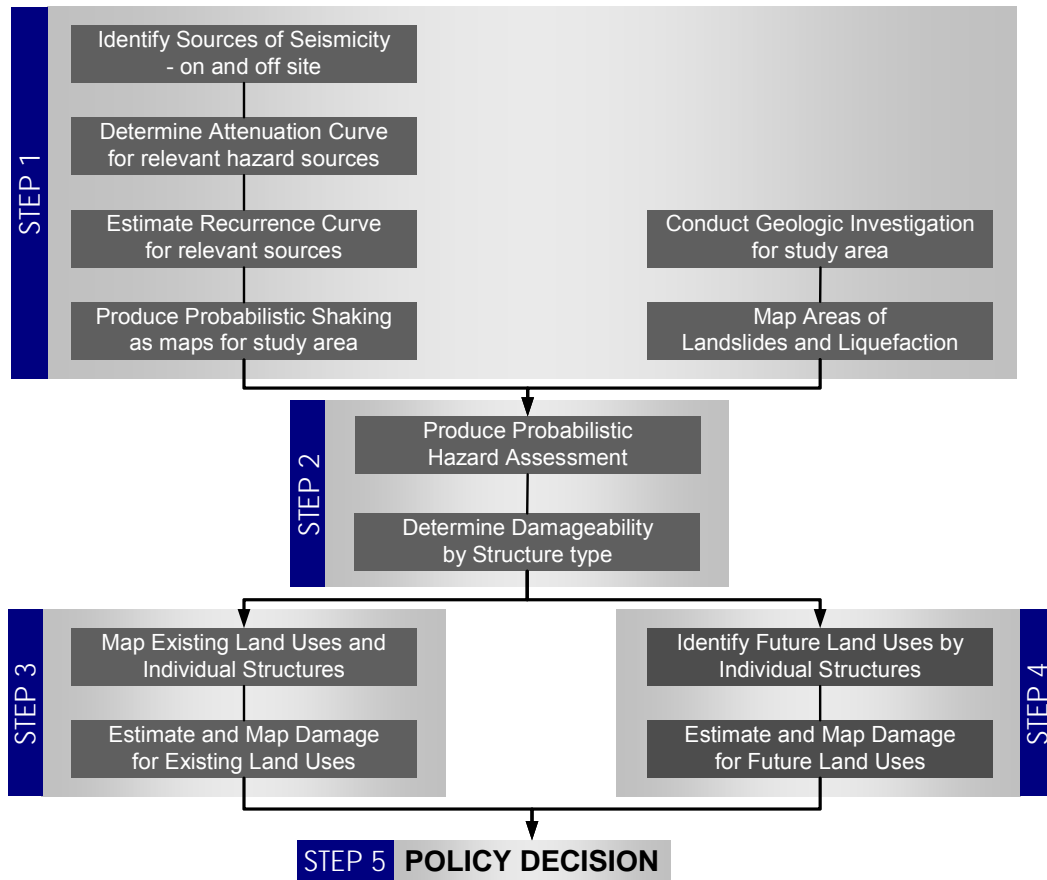 STEP 1
Identify Sources of Seismicity
- on and off site
Determine Attenuation Curve
for relevant hazard sources
Estimate Recurrence Curve
for relevant sources
Produce Probabilistic Shaking
as maps for study area
Conduct Geologic Investigation
for study area
Map Areas of
Landslides and Liquefaction
STEP 2
Produce Probabilistic
Hazard Assessment
Determine Damageability
by Structure type
STEP 3
Map Existing Land Uses and
Individual Structures
Estimate and Map Damage
for Existing Land Uses
STEP 4
Identify Future Land Uses by
Individual Structures
Estimate and Map Damage
for Future Land Uses
STEP 5 POLICY DECISION